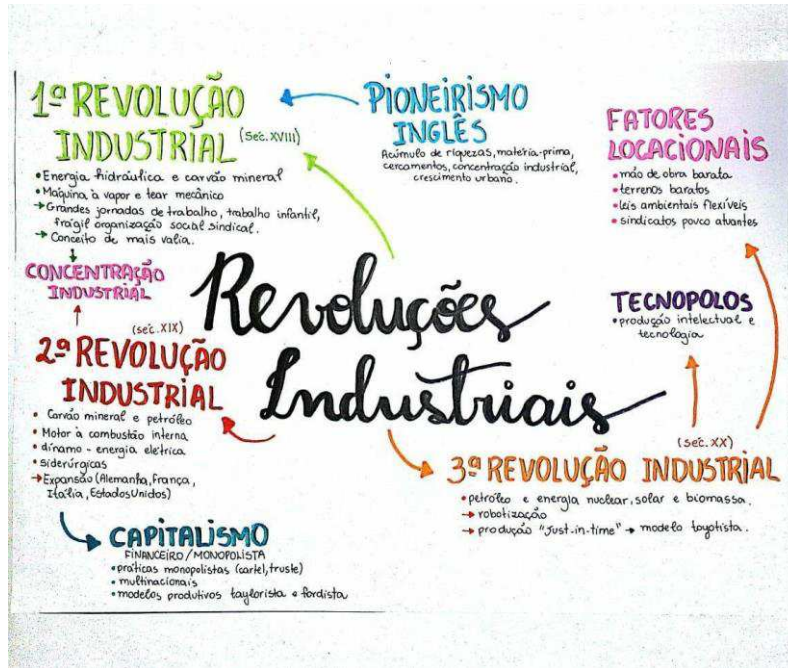 1ª REVOLUÇÃO
INDUSTRIAL (séc. XVIII)
• Energia hidráulica e carvão mineral
• Máquina à vapor e tear mecânico
→ Grandes jornadas de trabalho, trabalho infantil,
frágil organização social sindical.
→ Conceito de mais valia.
PIONEIRISMO
INGLÊS
Acúmulo de riquezas, matéria-prima,
cercamentos, concentração industrial,
crescimento urbano.
FATORES
LOCACIONAIS
• mão de obra barata
• terrenos baratos
• leis ambientais flexíveis
• sindicatos pouco atuantes
CONCENTRAÇÃO
INDUSTRIAL
Revoluções
Industriais
TECNOPOLOS
• produção intelectual e
tecnologia
(séc. XIX)
2ª REVOLUÇÃO
INDUSTRIAL
• Carvão mineral e petróleo
• Motor à combustão interna
• dínamo - energia elétrica
• siderúrgicas
→ Expansão (Alemanha, França,
Itália, Estados Unidos)
(séc. XX)
3ª REVOLUÇÃO INDUSTRIAL
• petróleo e energia nuclear, solar e biomassa.
→ robotização
→ produção "Just-in-time" → modelo toyotista.
CAPITALISMO
FINANCEIRO/MONOPOLISTA
• práticas monopolistas (cartel, truste)
• multinacionais
• modelos produtivos taylorista e fordista